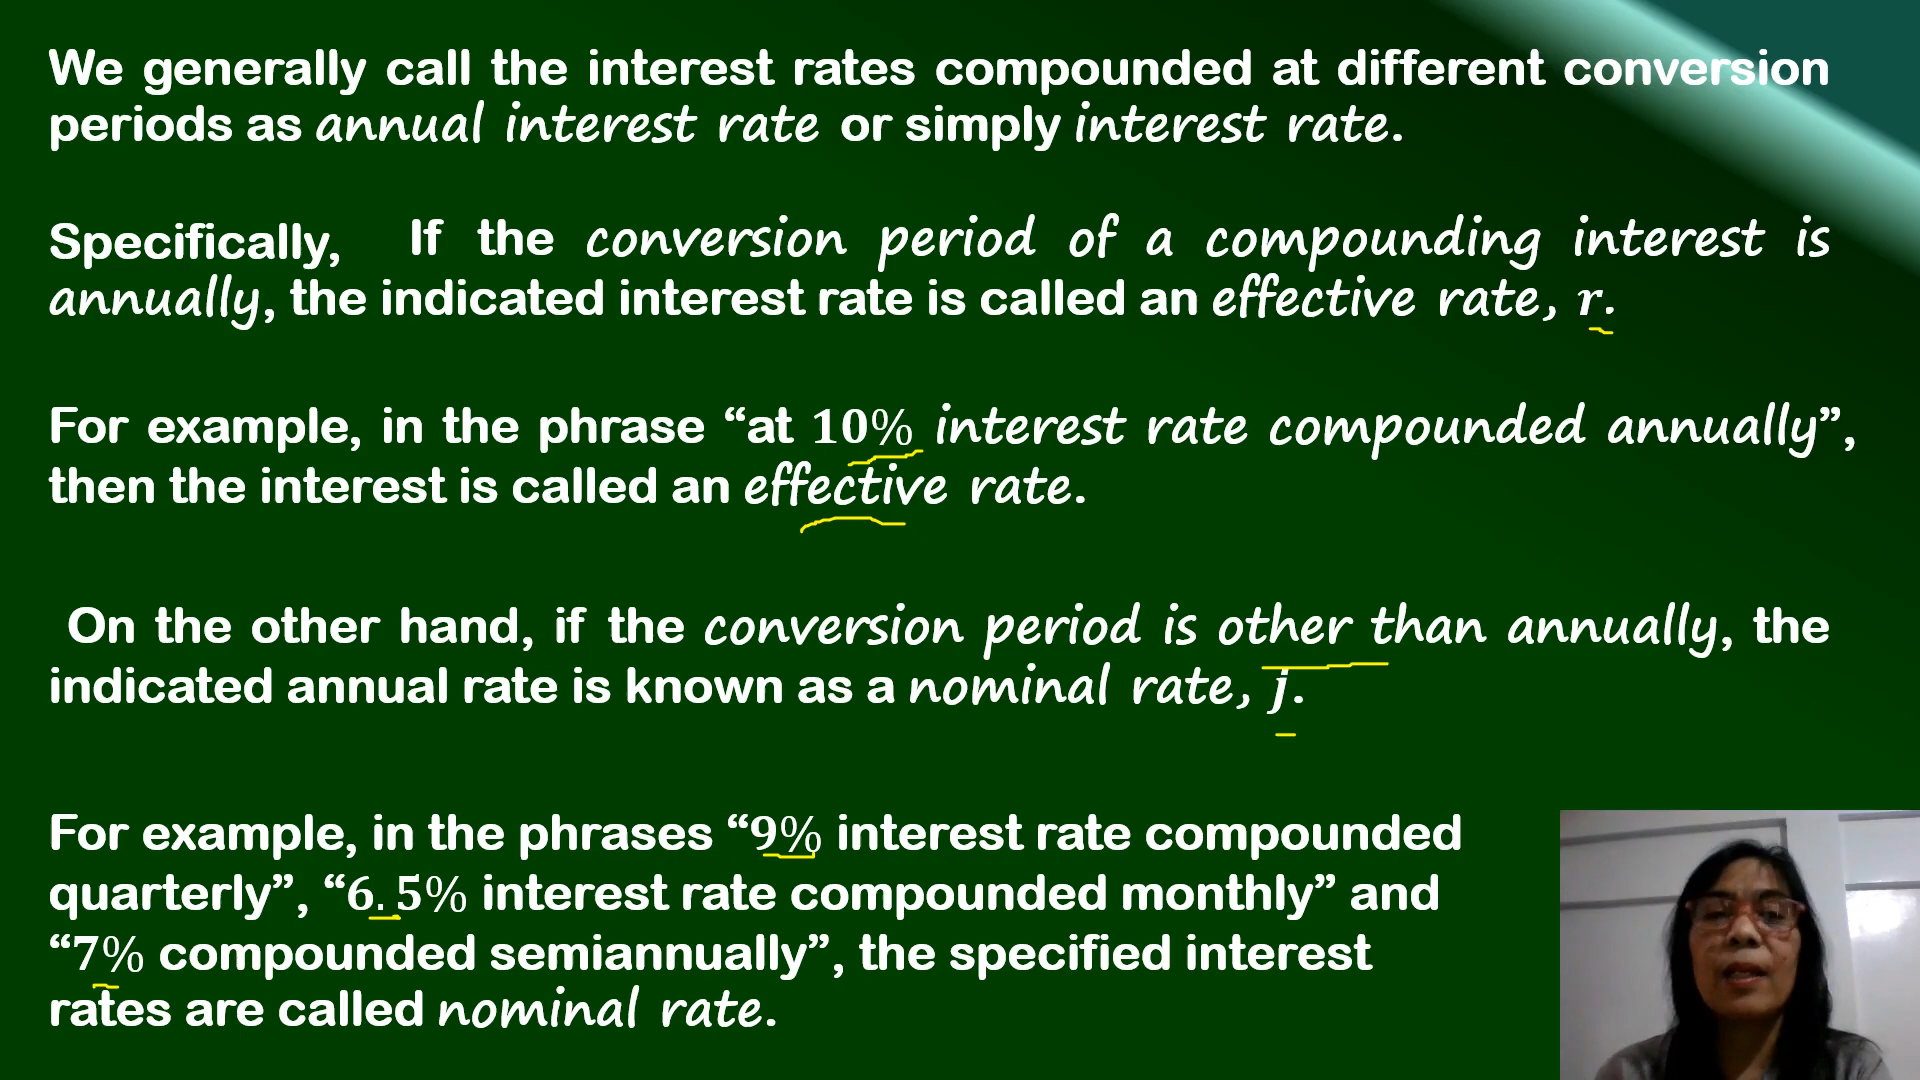 We generally call the interest rates compounded at different conversion
periods as annual interest rate or simply interest rate.
Specifically, If the conversion period of a compounding interest is
annually, the indicated interest rate is called an effective rate, r.
For example, in the phrase “at 10% interest rate compounded annually”,
then the interest is called an effective rate.
On the other hand, if the conversion period is other than annually, the
indicated annual rate is known as a nominal rate, j.
For example, in the phrases “9% interest rate compounded
quarterly”, “6.5% interest rate compounded monthly” and
“7% compounded semiannually”, the specified interest
rates are called nominal rate.